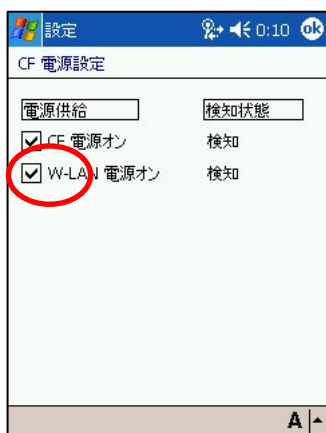 設定 0:10 ok
CF 電源設定
電源供給 検知状態
CF 電源オン 検知
W-LAN 電源オン 検知
A